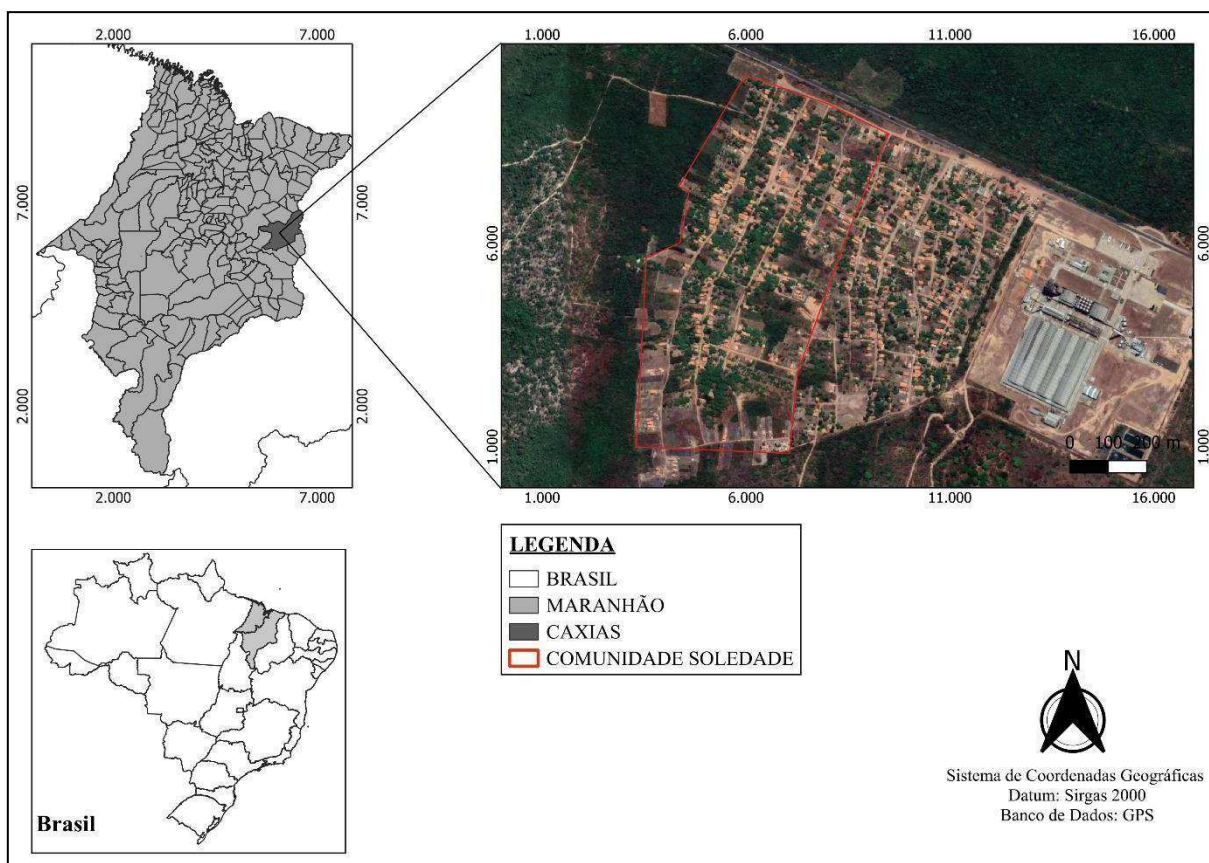 2.000 7.000
1.000 6.000 11.000 16.000
7.000
7.000
6.000
6.000
2.000
2.000
1.000
1.000
0 100 200 m
2.000 7.000
1.000 6.000 11.000 16.000
LEGENDA
BRASIL
MARANHÃO
CAXIAS
COMUNIDADE SOLEDADE
Brasil
N
Sistema de Coordenadas Geográficas
Datum: Sirgas 2000
Banco de Dados: GPS